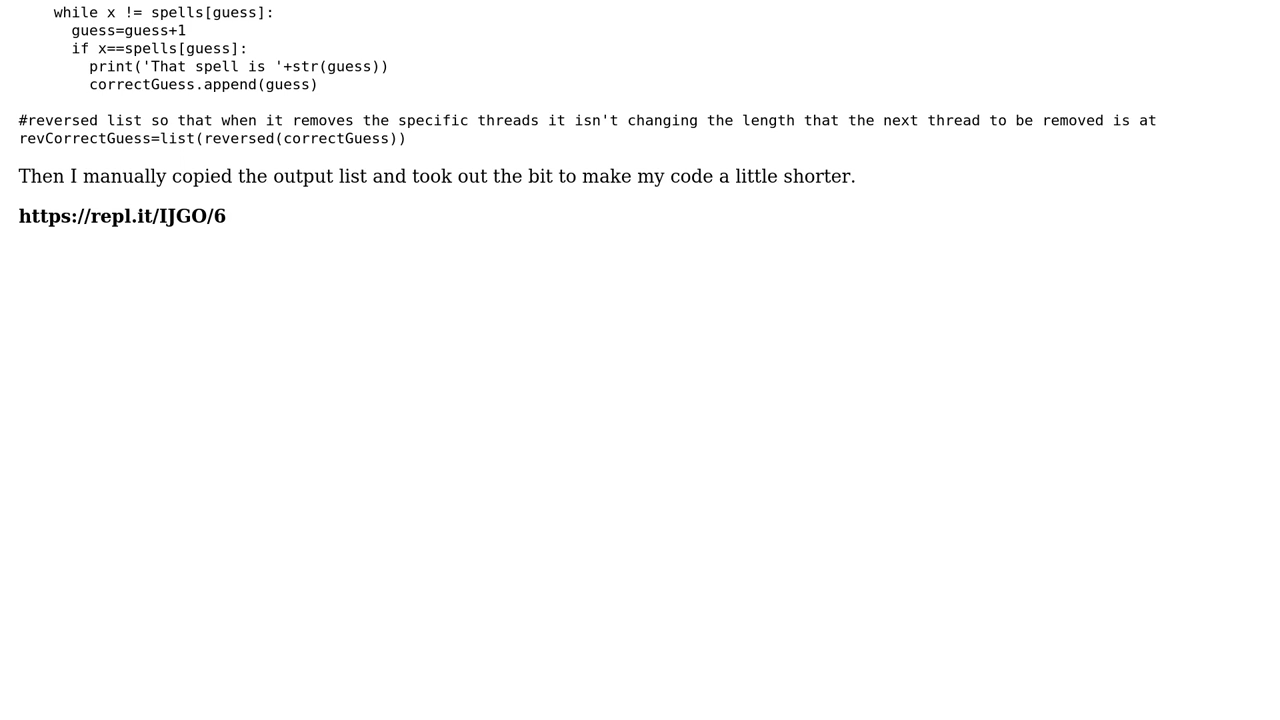 while x != spells[guess]:
guess=guess+1
if x==spells[guess]:
print('That spell is '+str(guess))
correctGuess.append(guess)
#reversed list so that when it removes the specific threads it isn't changing the length that the next thread to be removed is at
revCorrectGuess=list(reversed(correctGuess))
Then I manually copied the output list and took out the bit to make my code a little shorter.
https://repl.it/IJGO/6